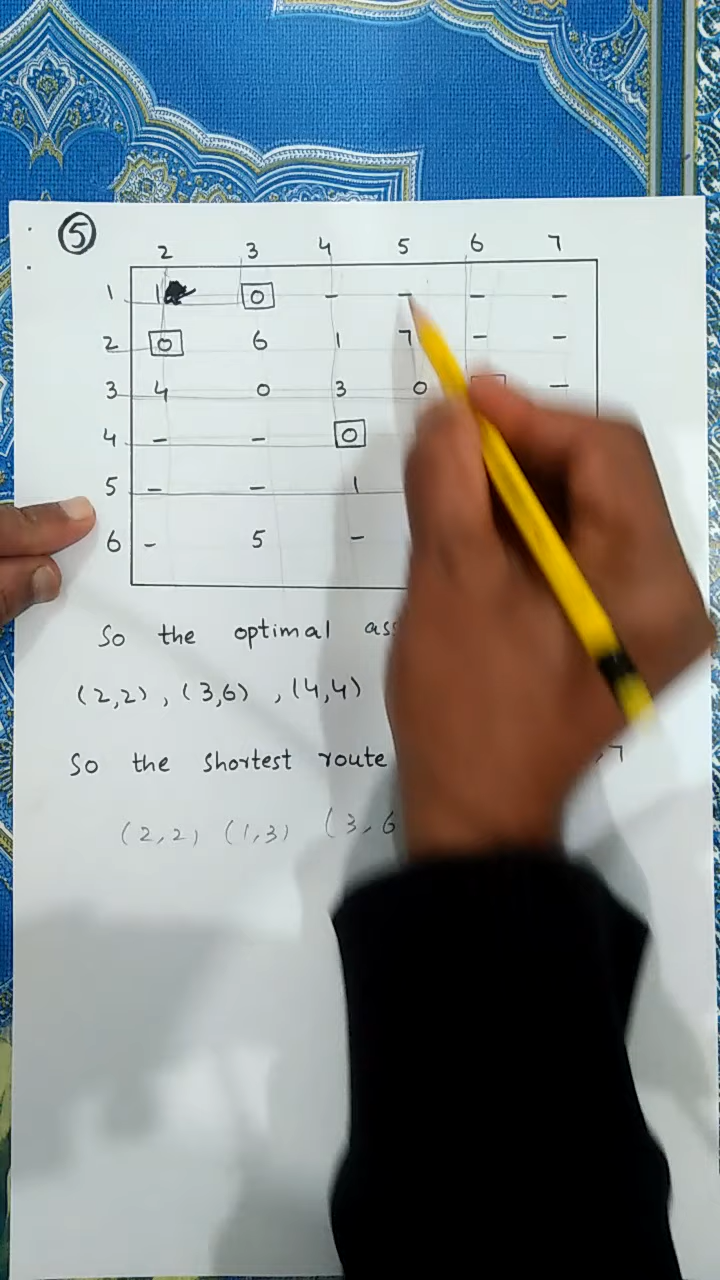 5
2 3 4 5 6 7
1 1 0 - - - -
2 0 6 1 7 - -
3 4 0 3 0 -
4 - - 0
5 - - 1
6 - 5 -
So the optimal
(2,2) , (3,6) , (4,4)
So the shortest route ,7
(2,2) (1,3) (3,6